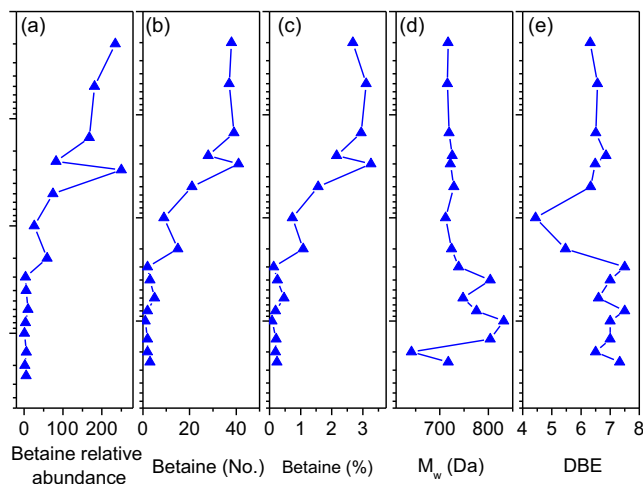 (a) (b) (c) (d) (e)
0 100 200 0 20 40 0 1 2 3 700 800 4 5 6 7 8
Betaine relative abundance Betaine (No.) Betaine (%) Mw (Da) DBE